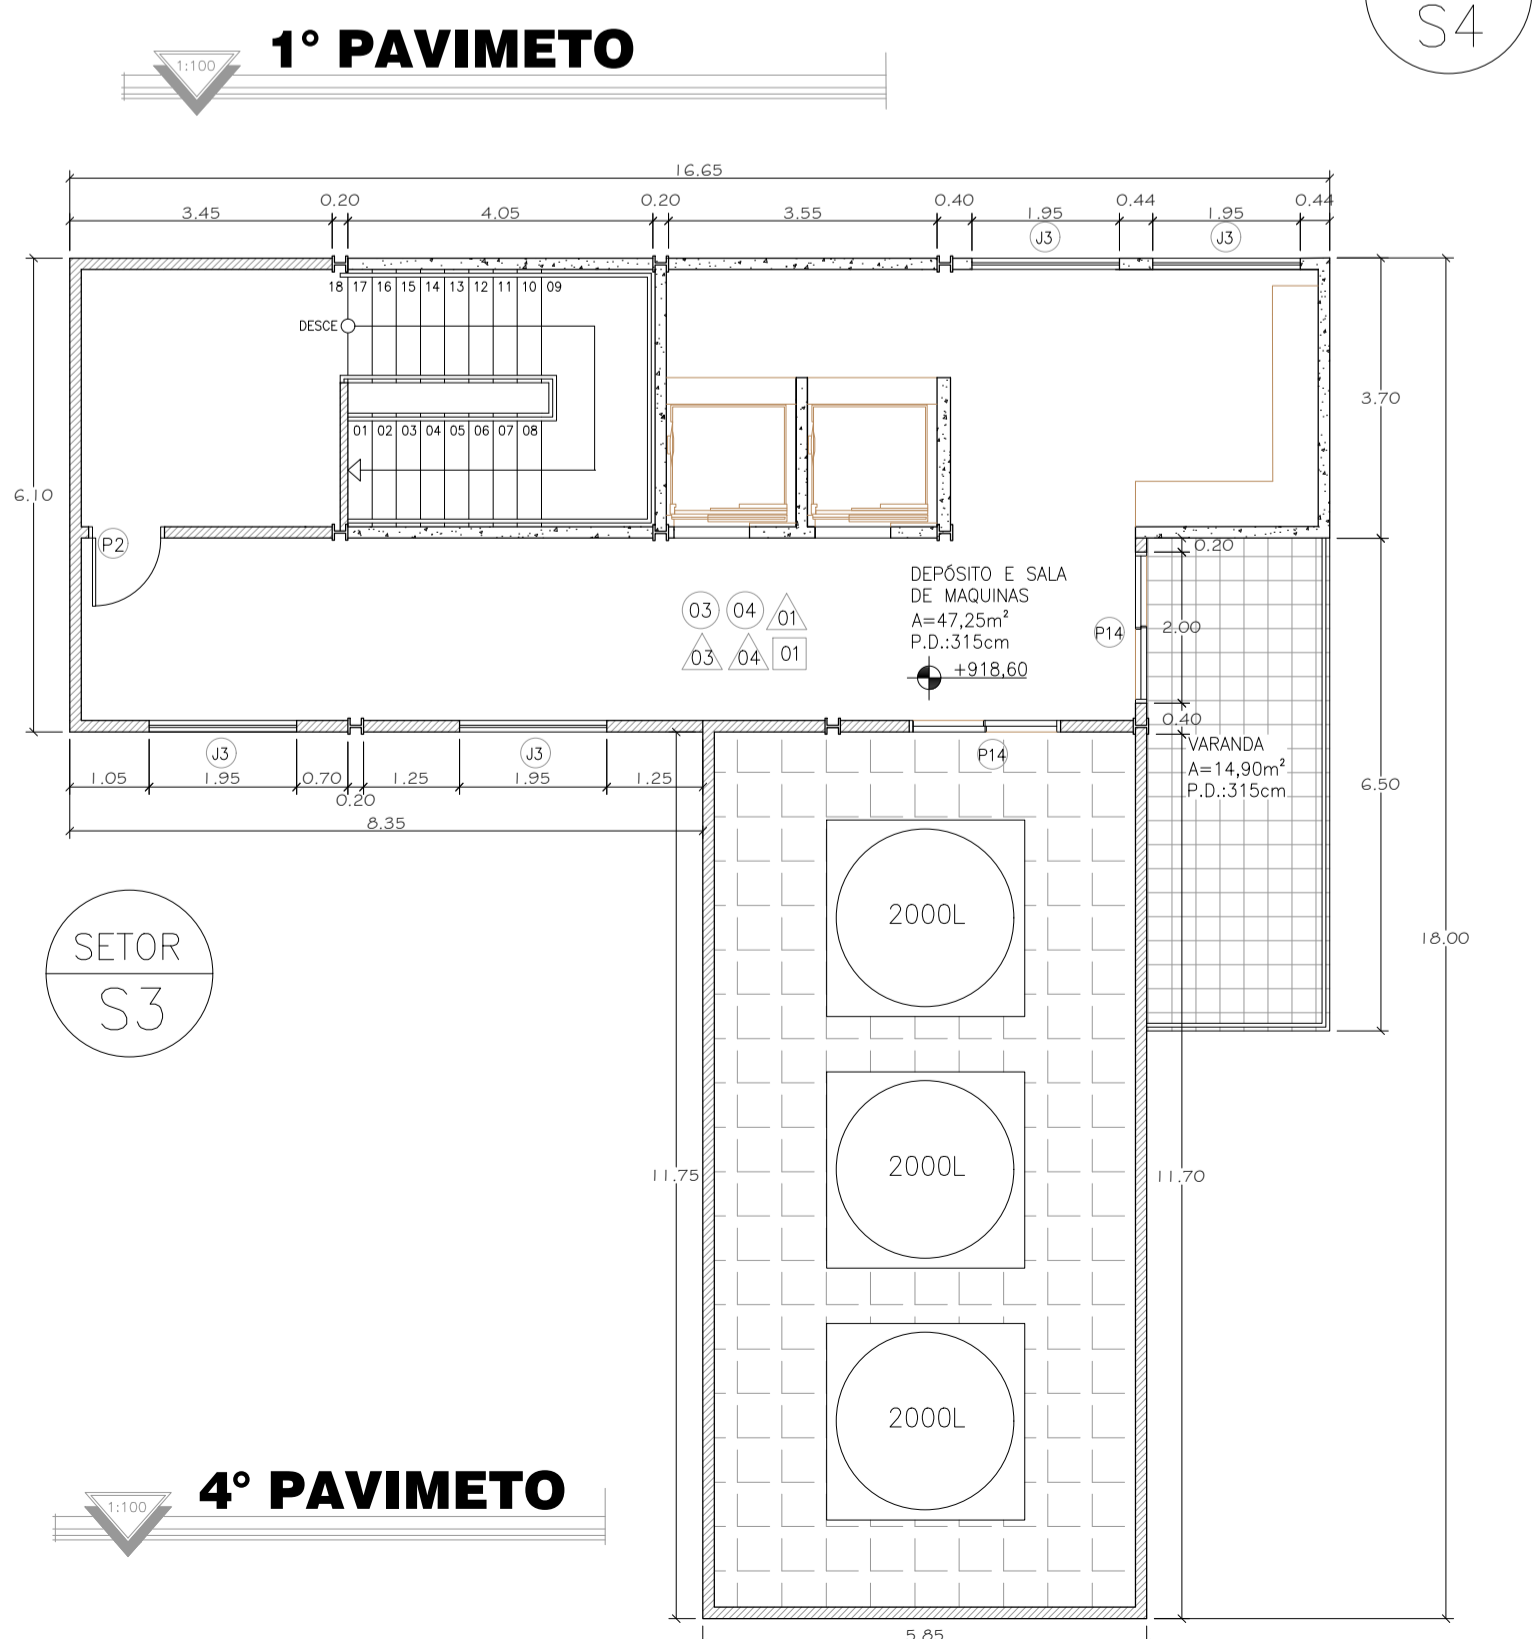 S4
1° PAVIMETO
1:100
16.65
3.45
0.20
4.05
0.20
3.55
0.40
1.95
0.44
1.95
0.44
J3
J3
18 17 16 15 14 13 12 11 10 09
DESCE
01 02 03 04 05 06 07 08
3.70
6.10
P2
0.20
DEPÓSITO E SALA
DE MAQUINAS
A=47,25m²
P.D.:315cm
+918,60
03 04 01
03 04 01
P14
2.00
0.40
P14
VARANDA
A=14,90m²
P.D.:315cm
J3
J3
1.05
1.95
0.70
0.20
1.25
1.95
1.25
8.35
6.50
SETOR
S3
2000L
18.00
2000L
11.75
11.70
2000L
4° PAVIMETO
1:100
5.85